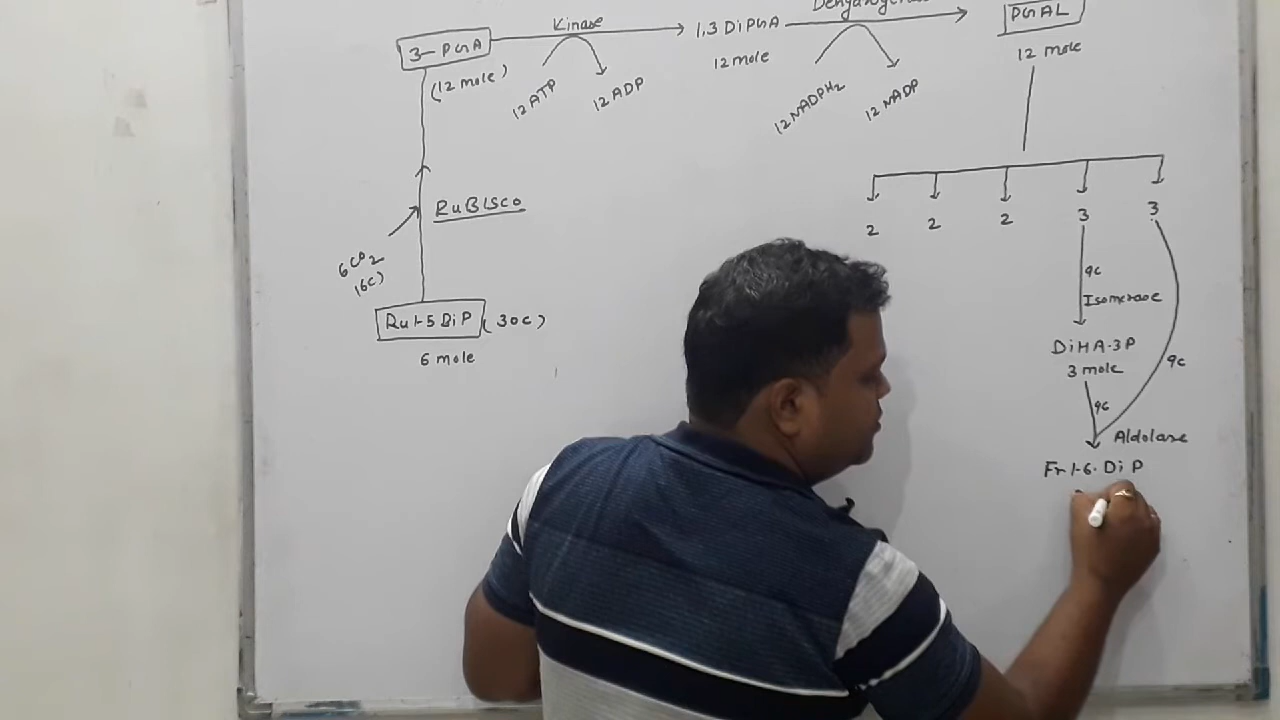 Kinase
3-PGA
1,3 DiPGA
PGAL
(12 mole)
12 mole
12 mole
12 ATP
12 ADP
12 NADPH2
12 NADP
RuBISCO
2 2 2 3 3
6CO2
(6C)
9C
Isomerase
Ru1-5 DiP (30C)
6 mole
DiHA-3P
3 mole
9C
9C
Aldolase
Fr 1-6. Di P